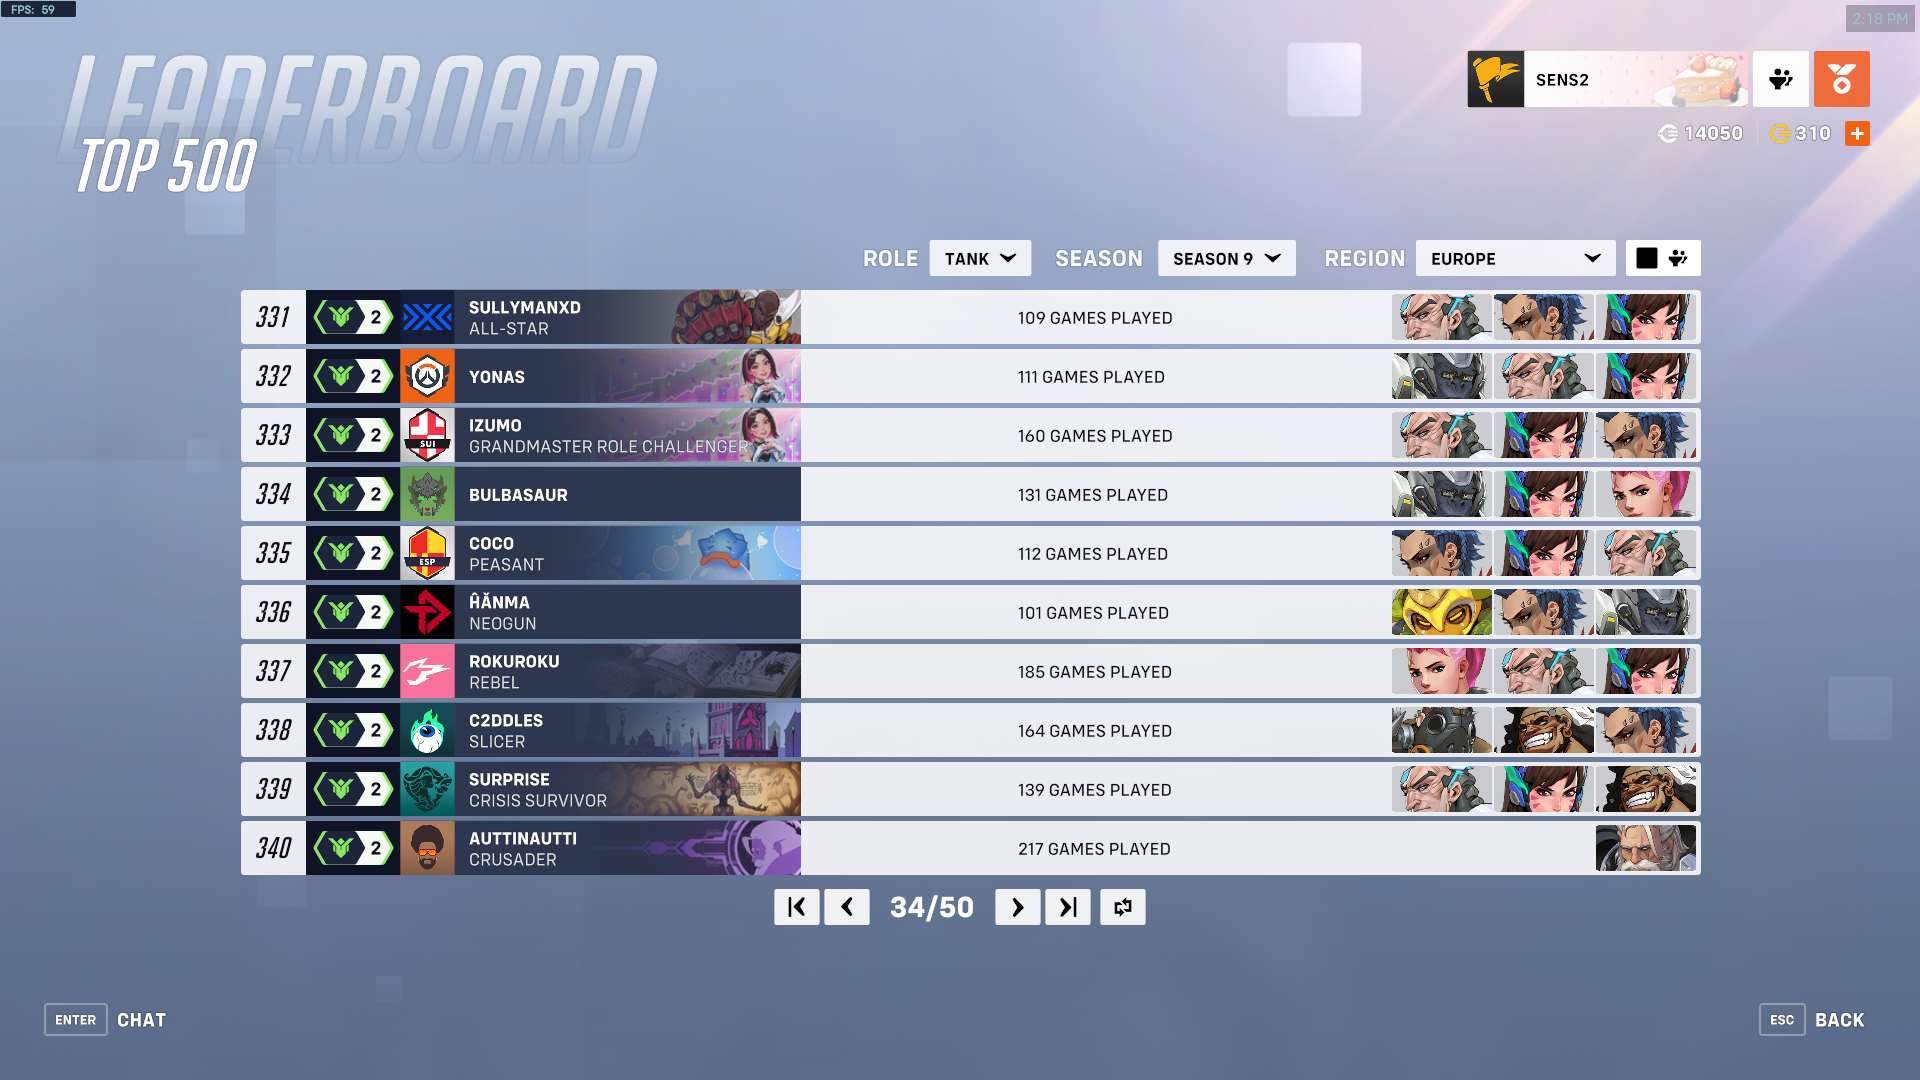 FPS: 59
2:18 PM
LEADERBOARD
TOP 500
SENS2
14050
310
ROLE TANK SEASON SEASON 9 REGION EUROPE
331 2 SULLYMANXD 109 GAMES PLAYED
ALL-STAR
332 2 YONAS 111 GAMES PLAYED
333 2 SUI IZUMO 160 GAMES PLAYED
GRANDMASTER ROLE CHALLENGER
334 2 BULBASAUR 131 GAMES PLAYED
335 2 ESP COCO 112 GAMES PLAYED
PEASANT
336 2 ĤĂNMA 101 GAMES PLAYED
NEOGUN
337 2 ROKUROKU 185 GAMES PLAYED
REBEL
338 2 C2DDLES 164 GAMES PLAYED
SLICER
339 2 SURPRISE 139 GAMES PLAYED
CRISIS SURVIVOR
340 2 AUTTINAUTTI 217 GAMES PLAYED
CRUSADER
34/50
ENTER CHAT
ESC BACK